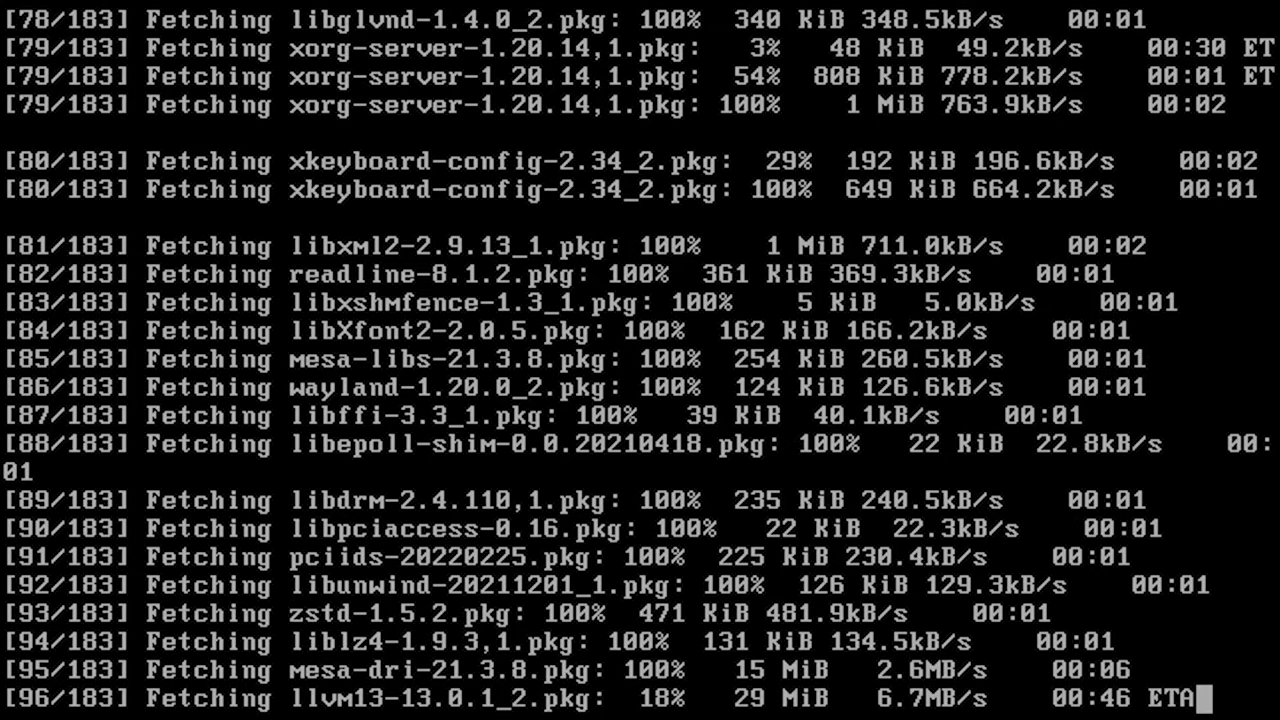 [78/183] Fetching libglvnd-1.4.0_2.pkg: 100%  340 KiB 348.5kB/s    00:01
[79/183] Fetching xorg-server-1.20.14,1.pkg:   3%   48 KiB  49.2kB/s    00:30 ET
[79/183] Fetching xorg-server-1.20.14,1.pkg:  54%  808 KiB 778.2kB/s    00:01 ET
[79/183] Fetching xorg-server-1.20.14,1.pkg: 100%    1 MiB 763.9kB/s    00:02
[80/183] Fetching xkeyboard-config-2.34_2.pkg:  29%  192 KiB 196.6kB/s    00:02
[80/183] Fetching xkeyboard-config-2.34_2.pkg: 100%  649 KiB 664.2kB/s    00:01
[81/183] Fetching libxml2-2.9.13_1.pkg: 100%    1 MiB 711.0kB/s    00:02
[82/183] Fetching readline-8.1.2.pkg: 100%  361 KiB 369.3kB/s    00:01
[83/183] Fetching libxshmfence-1.3_1.pkg: 100%    5 KiB   5.0kB/s    00:01
[84/183] Fetching libXfont2-2.0.5.pkg: 100%  162 KiB 166.2kB/s    00:01
[85/183] Fetching mesa-libs-21.3.8.pkg: 100%  254 KiB 260.5kB/s    00:01
[86/183] Fetching wayland-1.20.0_2.pkg: 100%  124 KiB 126.6kB/s    00:01
[87/183] Fetching libffi-3.3_1.pkg: 100%   39 KiB  40.1kB/s    00:01
[88/183] Fetching libepoll-shim-0.0.20210418.pkg: 100%   22 KiB  22.8kB/s    00:
01
[89/183] Fetching libdrm-2.4.110,1.pkg: 100%  235 KiB 240.5kB/s    00:01
[90/183] Fetching libpciaccess-0.16.pkg: 100%   22 KiB  22.3kB/s    00:01
[91/183] Fetching pciids-20220225.pkg: 100%  225 KiB 230.4kB/s    00:01
[92/183] Fetching libunwind-20211201_1.pkg: 100%  126 KiB 129.3kB/s    00:01
[93/183] Fetching zstd-1.5.2.pkg: 100%  471 KiB 481.9kB/s    00:01
[94/183] Fetching liblz4-1.9.3,1.pkg: 100%  131 KiB 134.5kB/s    00:01
[95/183] Fetching mesa-dri-21.3.8.pkg: 100%   15 MiB   2.6MB/s    00:06
[96/183] Fetching llvm13-13.0.1_2.pkg:  18%   29 MiB   6.7MB/s    00:46 ETA